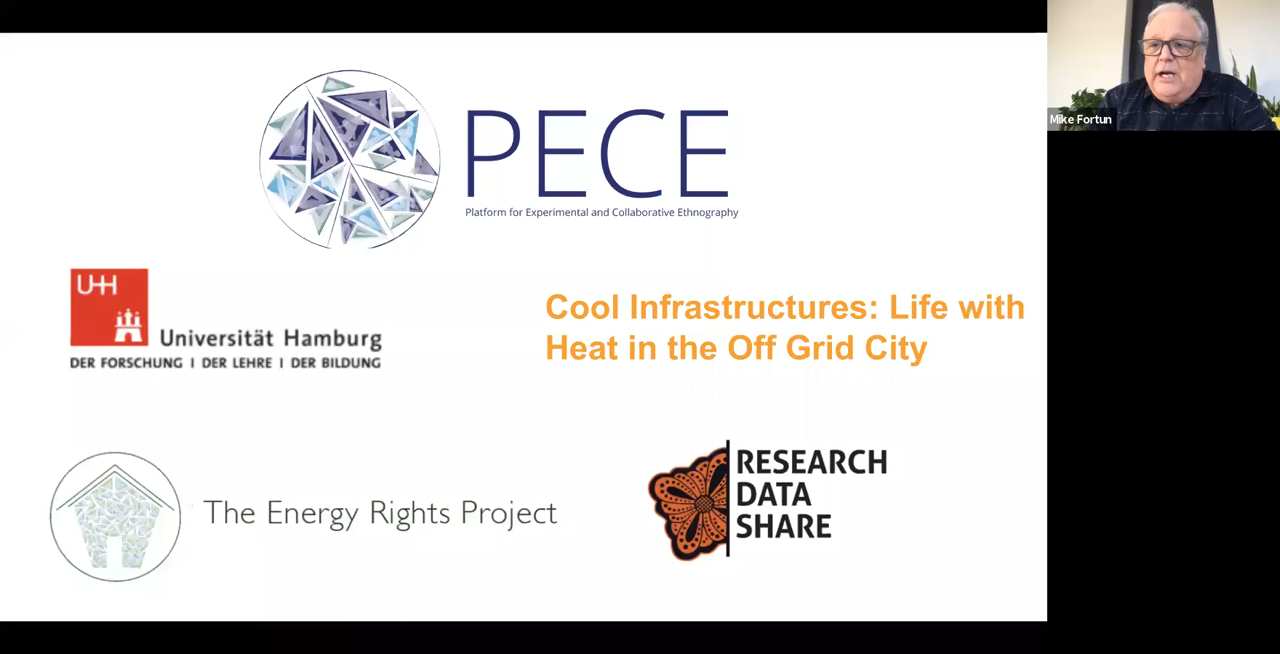 PECE
Platform for Experimental and Collaborative Ethnography
Mike Fortun
UHH
Universität Hamburg
DER FORSCHUNG I DER LEHRE I DER BILDUNG
Cool Infrastructures: Life with
Heat in the Off Grid City
The Energy Rights Project
RESEARCH
DATA
SHARE